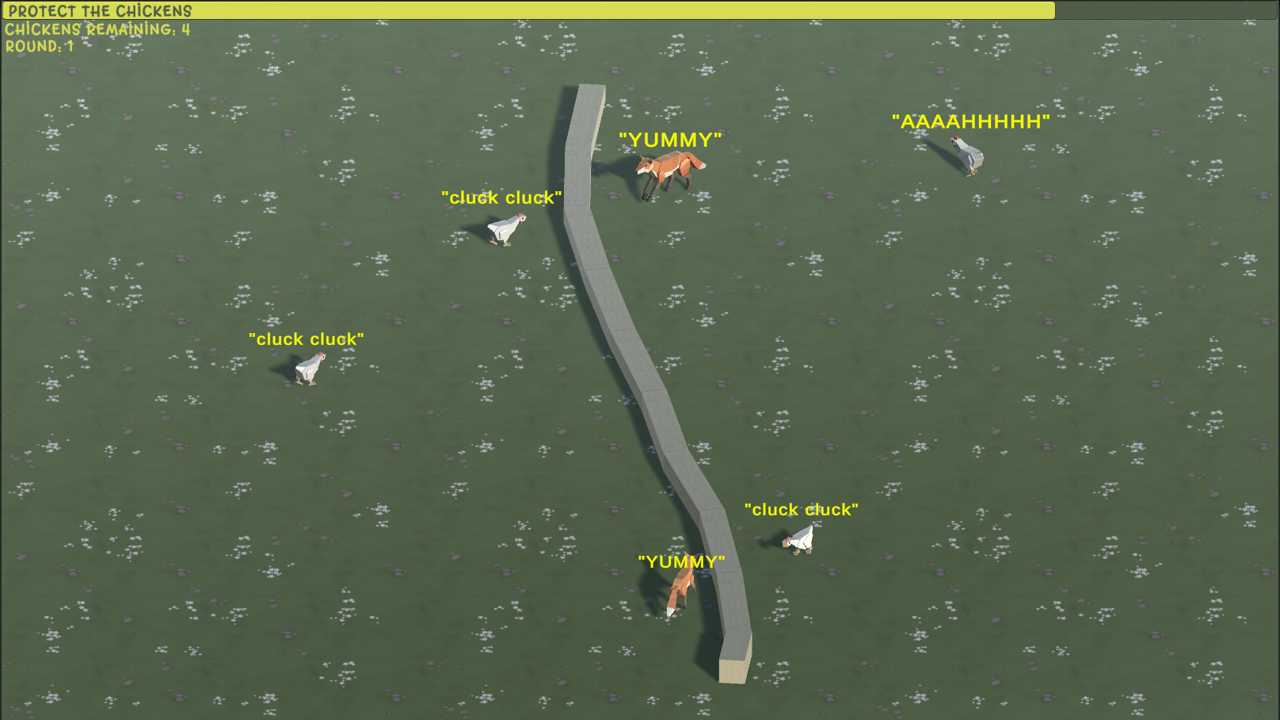 PROTECT THE CHICKENS
CHICKENS REMAINING: 4
ROUND: 1
"AAAAHHHHH"
"YUMMY"
"cluck cluck"
"cluck cluck"
"cluck cluck"
"YUMMY"